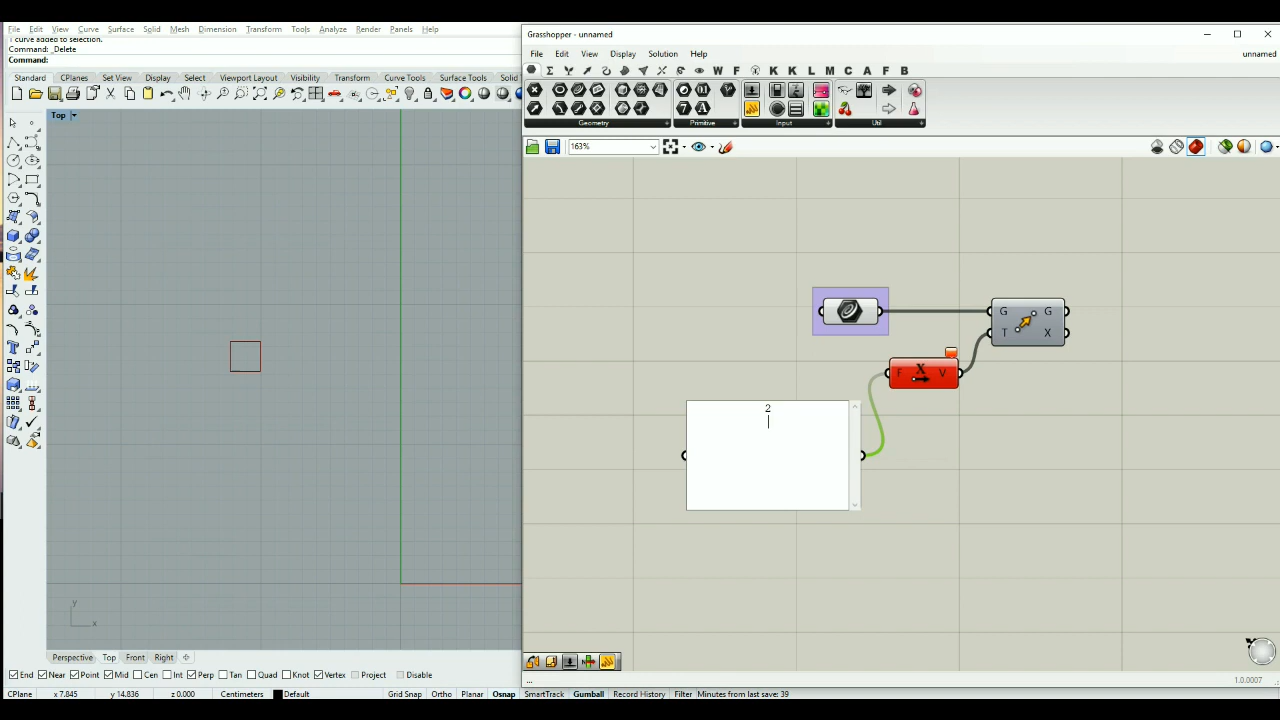 File Edit View Curve Surface Solid Mesh Dimension Transform Tools Analyze Render Panels Help
1 curve added to selection.
Command: _Delete
Command:
Standard CPlanes Set View Display Select Viewport Layout Visibility Transform Curve Tools Surface Tools Solid
Top
y
x
Perspective Top Front Right
End Near Point Mid Cen Int Perp Tan Quad Knot Vertex Project Disable
CPlane x 7.845 y 14.836 z 0.000 Centimeters Default Grid Snap Ortho Planar Osnap SmartTrack Gumball Record History Filter Minutes from last save: 39
Grasshopper - unnamed
File Edit View Display Solution Help
unnamed
W F K K L M C A F B
Geometry Primitive Input Util
163%
G G
T X
X
F V
2
...
1.0.0007